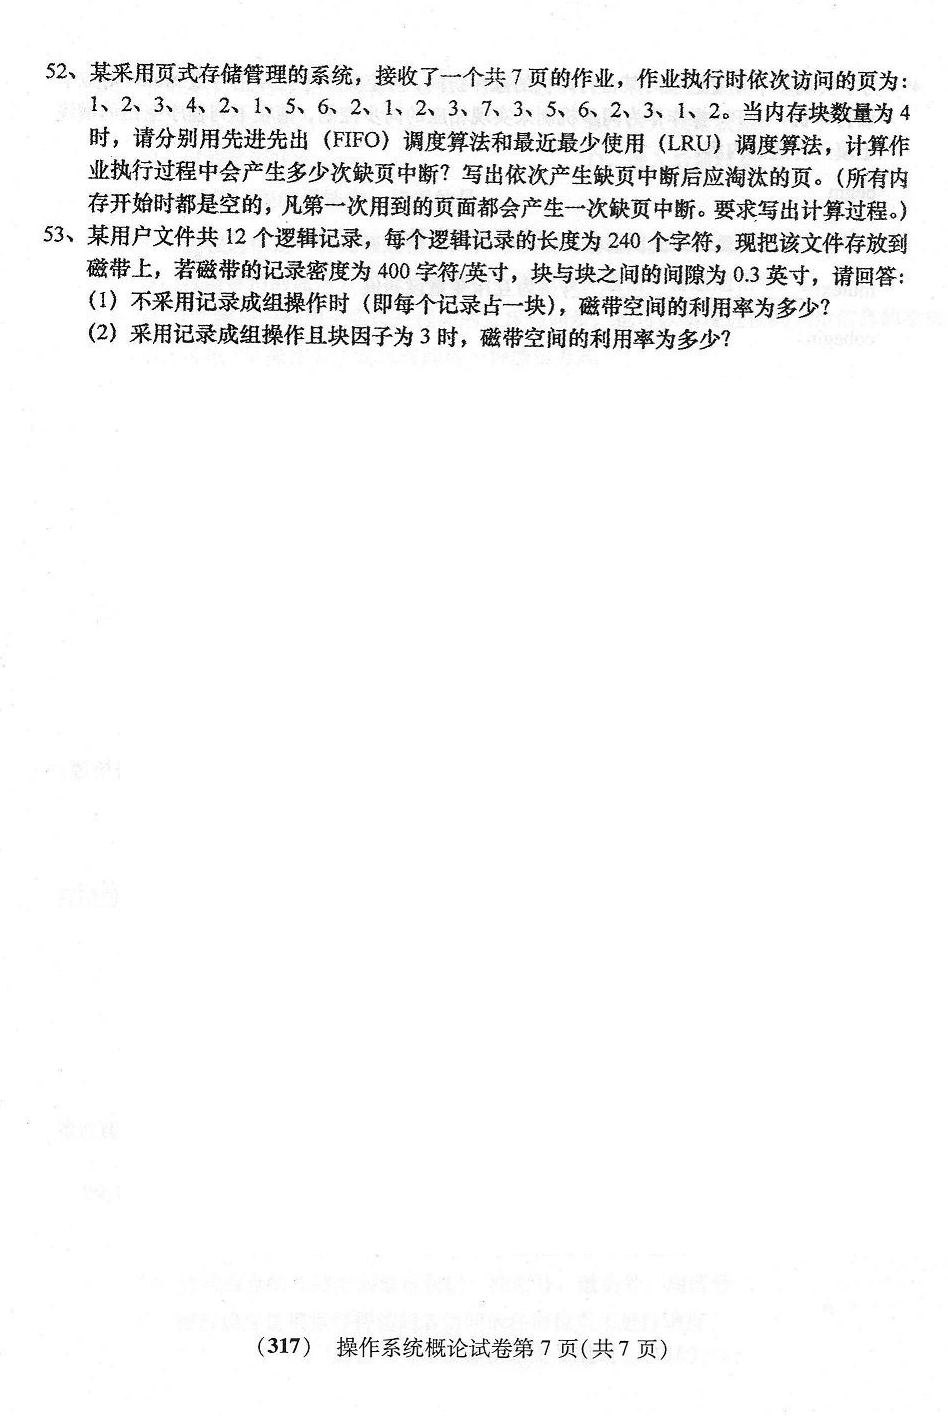 52、某采用页式存储管理的系统，接收了一个共 7 页的作业，作业执行时依次访问的页为：
1、2、3、4、2、1、5、6、2、1、2、3、7、3、5、6、2、3、1、2。当内存块数量为 4
时，请分别用先进先出（FIFO）调度算法和最近最少使用（LRU）调度算法，计算作
业执行过程中会产生多少次缺页中断？写出依次产生缺页中断后应淘汰的页。（所有内
存开始时都是空的，凡第一次用到的页面都会产生一次缺页中断。要求写出计算过程。）
53、某用户文件共 12 个逻辑记录，每个逻辑记录的长度为 240 个字符，现把该文件存放到
磁带上，若磁带的记录密度为 400 字符/英寸，块与块之间的间隙为 0.3 英寸，请回答：
(1) 不采用记录成组操作时（即每个记录占一块），磁带空间的利用率为多少？
(2) 采用记录成组操作且块因子为 3 时，磁带空间的利用率为多少？
cobegin
(317) 操作系统概论试卷第 7 页(共 7 页)